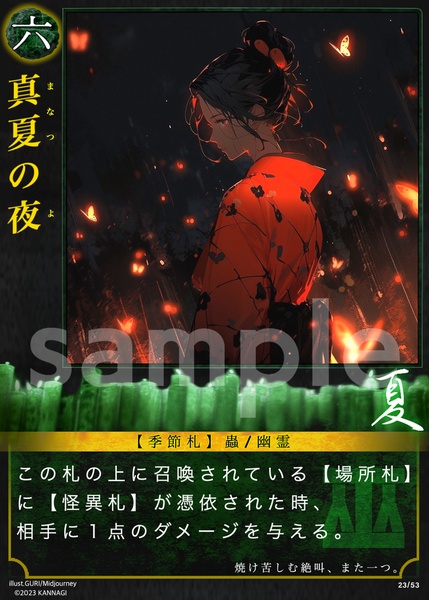 六
真夏の夜
まなつ
よ
sample
夏
【季節札】蟲/幽霊
この札の上に召喚されている【場所札】
に【怪異札】が憑依された時、
相手に１点のダメージを与える。
焼け苦しむ絶叫、また一つ。
illust.GURI/Midjourney
©2023 KANNAGI
23/53